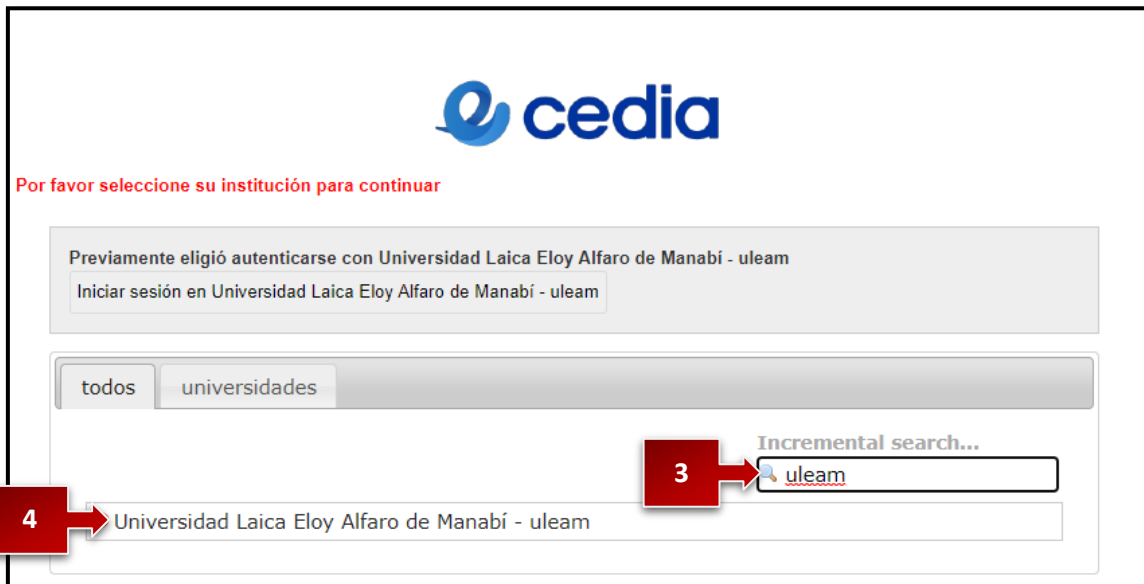 cedia
Por favor seleccione su institución para continuar
Previamente eligió autenticarse con Universidad Laica Eloy Alfaro de Manabí - uleam
Iniciar sesión en Universidad Laica Eloy Alfaro de Manabí - uleam
todos universidades
Incremental search...
3 uleam
4 Universidad Laica Eloy Alfaro de Manabí - uleam